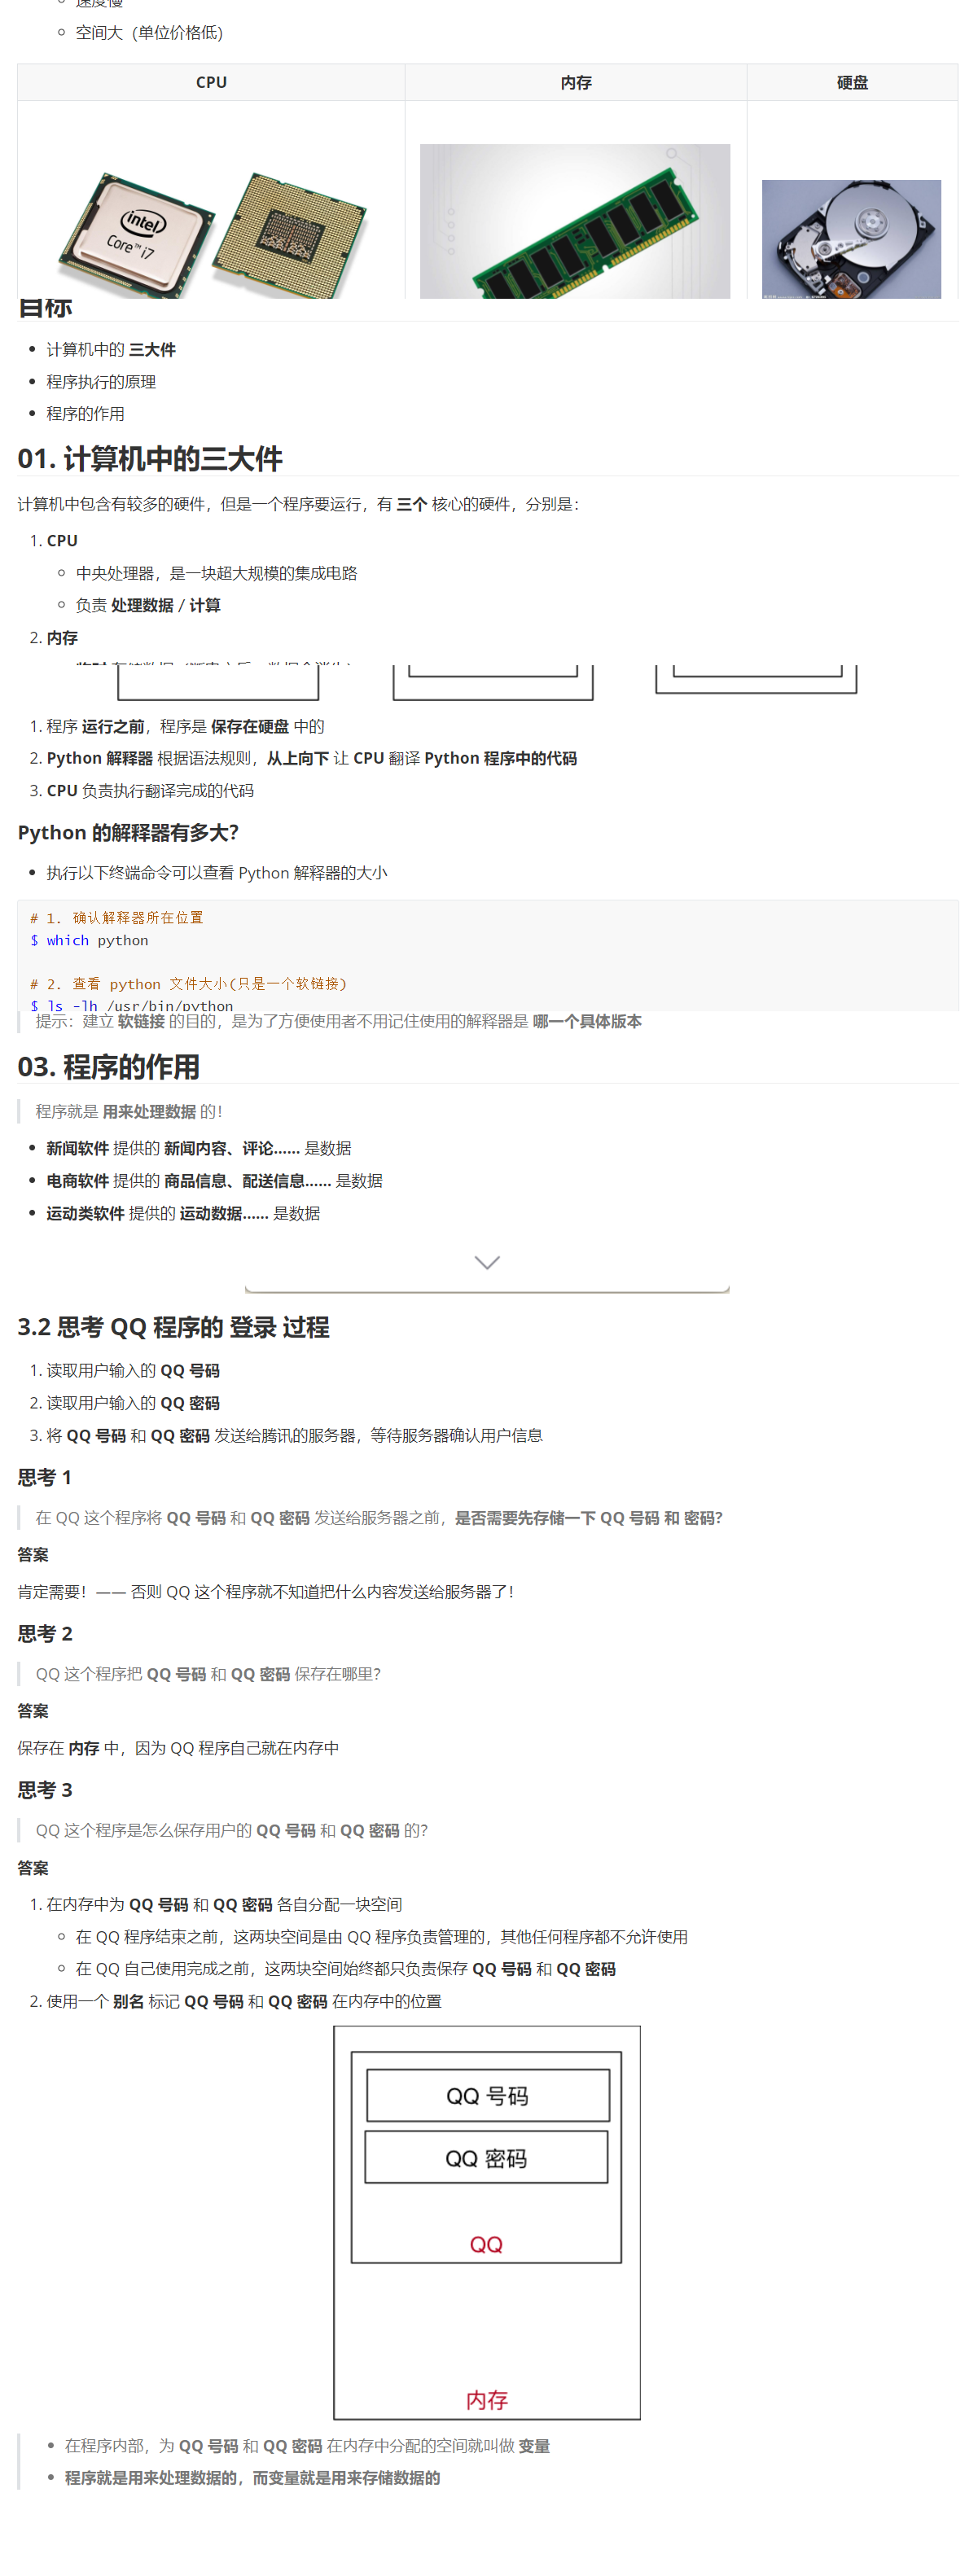 速度慢
空间大（单位价格低）
CPU 内存 硬盘
intel
Core™ i7
目标
计算机中的 三大件
程序执行的原理
程序的作用
01. 计算机中的三大件
计算机中包含有较多的硬件，但是一个程序要运行，有 三个 核心的硬件，分别是：
1. CPU
中央处理器，是一块超大规模的集成电路
负责 处理数据 / 计算
2. 内存
1. 程序 运行之前，程序是 保存在硬盘 中的
2. Python 解释器 根据语法规则，从上向下 让 CPU 翻译 Python 程序中的代码
3. CPU 负责执行翻译完成的代码
Python 的解释器有多大？
执行以下终端命令可以查看 Python 解释器的大小
# 1. 确认解释器所在位置
$ which python
# 2. 查看 python 文件大小(只是一个软链接)
$ ls -lh /usr/bin/python
提示：建立 软链接 的目的，是为了方便使用者不用记住使用的解释器是 哪一个具体版本
03. 程序的作用
程序就是 用来处理数据 的！
新闻软件 提供的 新闻内容、评论…… 是数据
电商软件 提供的 商品信息、配送信息…… 是数据
运动类软件 提供的 运动数据…… 是数据
3.2 思考 QQ 程序的 登录 过程
1. 读取用户输入的 QQ 号码
2. 读取用户输入的 QQ 密码
3. 将 QQ 号码 和 QQ 密码 发送给腾讯的服务器，等待服务器确认用户信息
思考 1
在 QQ 这个程序将 QQ 号码 和 QQ 密码 发送给服务器之前，是否需要先存储一下 QQ 号码 和 密码？
答案
肯定需要！—— 否则 QQ 这个程序就不知道把什么内容发送给服务器了！
思考 2
QQ 这个程序把 QQ 号码 和 QQ 密码 保存在哪里？
答案
保存在 内存 中，因为 QQ 程序自己就在内存中
思考 3
QQ 这个程序是怎么保存用户的 QQ 号码 和 QQ 密码 的？
答案
1. 在内存中为 QQ 号码 和 QQ 密码 各自分配一块空间
在 QQ 程序结束之前，这两块空间是由 QQ 程序负责管理的，其他任何程序都不允许使用
在 QQ 自己使用完成之前，这两块空间始终都只负责保存 QQ 号码 和 QQ 密码
2. 使用一个 别名 标记 QQ 号码 和 QQ 密码 在内存中的位置
QQ 号码
QQ 密码
QQ
内存
在程序内部，为 QQ 号码 和 QQ 密码 在内存中分配的空间就叫做 变量
程序就是用来处理数据的，而变量就是用来存储数据的